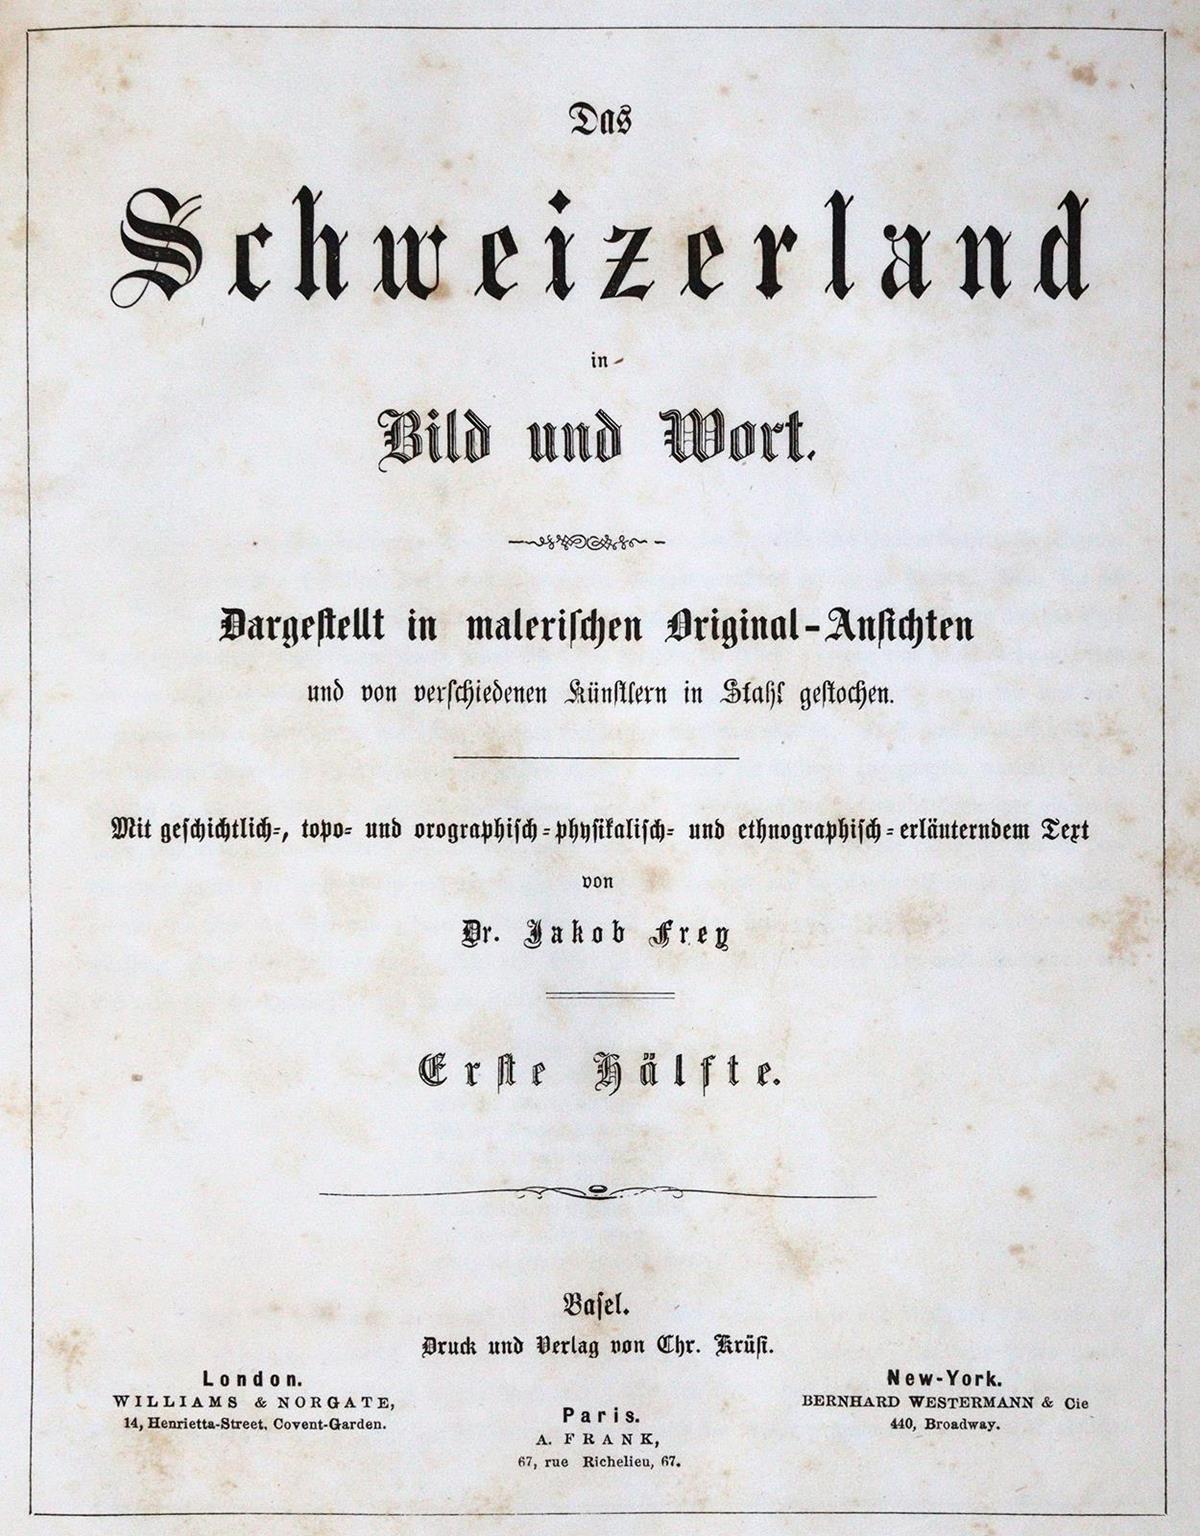 Das
Schweizerland
in
Bild und Wort.
Dargestellt in malerischen Original-Ansichten
und von verschiedenen Künstlern in Stahl gestochen.
Mit geschichtlich-, topo- und orographisch-physikalisch- und ethnographisch-erläuterndem Text
von
Dr. Jakob Frey
Erste Hälfte.
Basel.
Druck und Verlag von Chr. Krüsi.
London.
WILLIAMS & NORGATE,
14, Henrietta-Street, Covent-Garden.
Paris.
A. FRANK,
67, rue Richelieu, 67.
New-York.
BERNHARD WESTERMANN & Cie
440, Broadway.